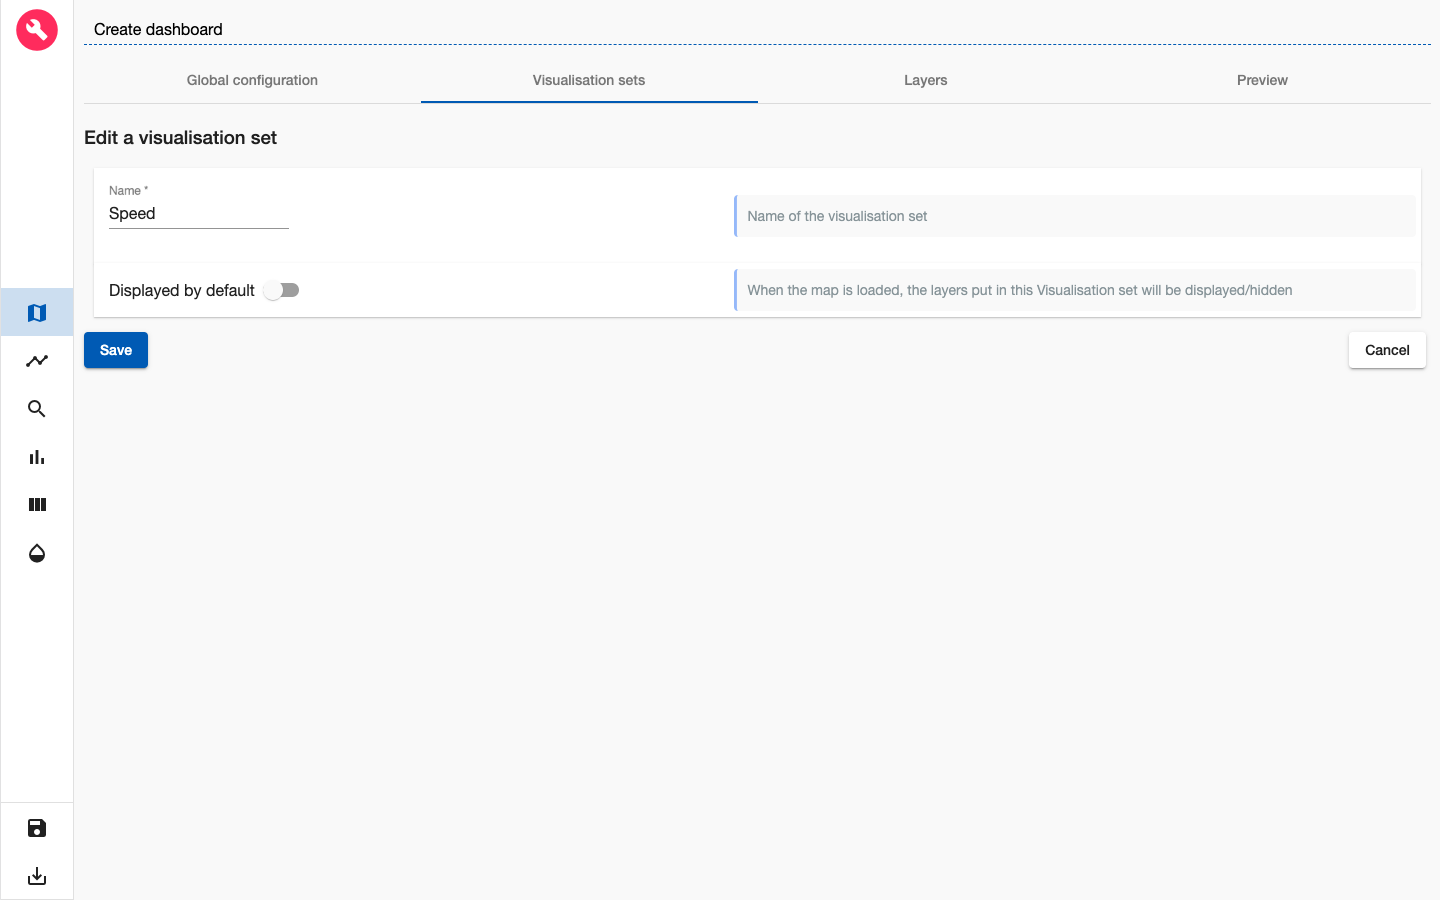 Create dashboard
Global configuration
Visualisation sets
Layers
Preview
Edit a visualisation set
Name *
Speed
Name of the visualisation set
Displayed by default
When the map is loaded, the layers put in this Visualisation set will be displayed/hidden
Save
Cancel